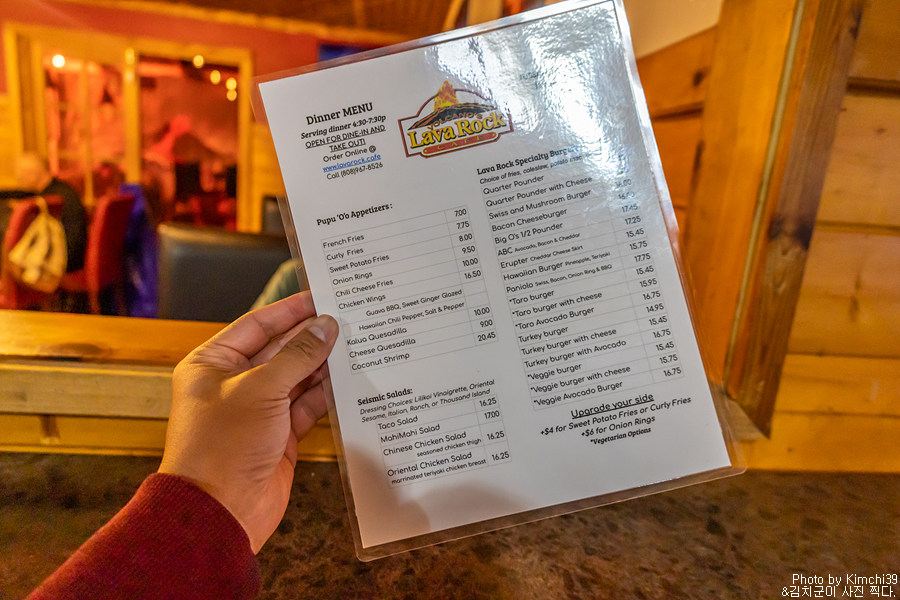 Dinner MENU
Serving dinner 4:30-7:30p
OPEN FOR DINE-IN AND
TAKE OUT!
Order Online @
www.lavarock.cafe
Call (808)967-8526
Lava Rock
Pupu 'O'o Appetizers :
French Fries 7.00
Curly Fries 7.75
Sweet Potato Fries 8.00
Onion Rings 9.50
Chili Cheese Fries 10.00
Chicken Wings 16.50
Guava BBQ, Sweet Ginger Glazed
Hawaiian Chili Pepper, Salt & Pepper
Kalua Quesadilla 10.00
Cheese Quesadilla 9.00
Coconut Shrimp 20.45
Seismic Salads:
Dressing Choices: Lilikoi Vinaigrette, Oriental
Sesame, Italian, Ranch, or Thousand Island
Taco Salad 16.25
MahiMahi Salad 17.00
Chinese Chicken Salad 16.25
seasoned chicken thigh
Oriental Chicken Salad 16.25
marrinated teriyaki chicken breast
Lava Rock Specialty Burgers
Choice of fries, coleslaw, potato mac
Quarter Pounder
Quarter Pounder with Cheese
Swiss and Mushroom Burger
Bacon Cheeseburger
Big O's 1/2 Pounder 17.45
ABC Avocado, Bacon & Cheddar 17.25
Erupter Cheddar Cheese Skirt 15.45
Hawaiian Burger Pineapple, Teriyaki 15.75
Paniolo Swiss, Bacon, Onion Ring & BBQ 17.75
*Taro burger 15.45
*Taro burger with cheese 15.95
*Taro Avocado Burger 16.75
Turkey burger 14.95
Turkey burger with cheese 15.45
Turkey burger with Avocado 16.75
*Veggie burger 15.45
*Veggie burger with cheese 15.75
*Veggie Avocado Burger 16.75
Upgrade your side
+$4 for Sweet Potato Fries or Curly Fries
+$6 for Onion Rings
*Vegetarian Options
Photo by Kimchi39
&김치군이 사진 찍다.